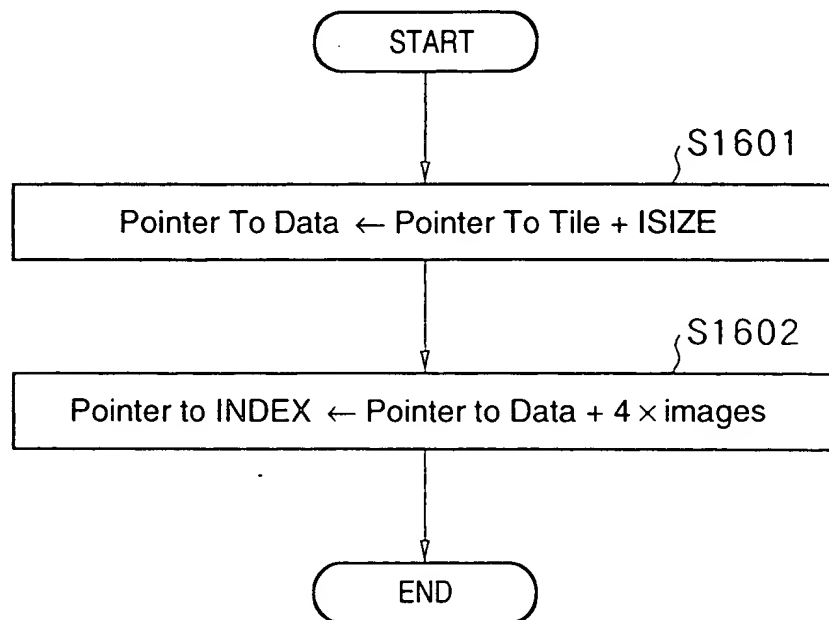 START
S1601
Pointer To Data ← Pointer To Tile + ISIZE
S1602
Pointer to INDEX ← Pointer to Data + 4 × images
END